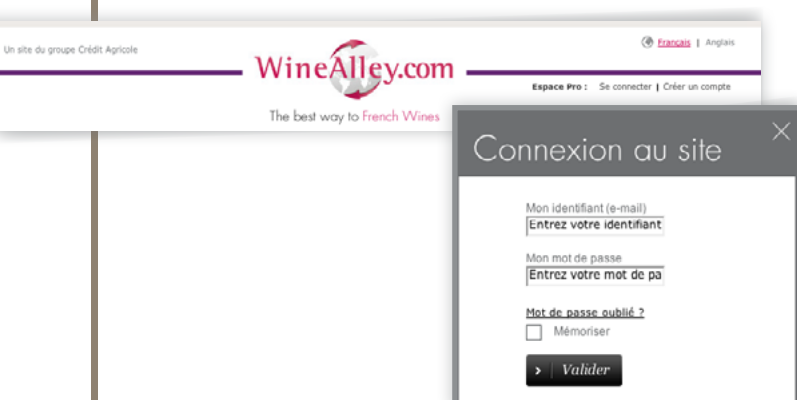 Un site du groupe Crédit Agricole
Français | Anglais
WineAlley.com
Espace Pro : Se connecter | Créer un compte
The best way to French Wines
Connexion au site
Mon identifiant (e-mail)
Entrez votre identifiant
Mon mot de passe
Entrez votre mot de pa
Mot de passe oublié ?
Mémoriser
Valider